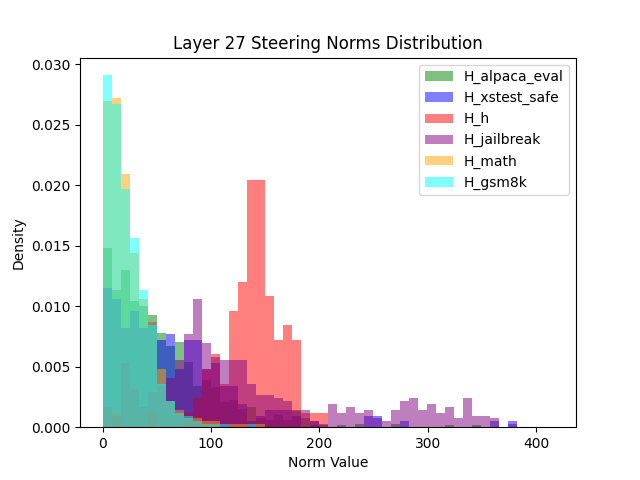 Layer 27 Steering Norms Distribution
H_alpaca_eval
H_xstest_safe
H_h
H_jailbreak
H_math
H_gsm8k
0.030
0.025
0.020
0.015
0.010
0.005
0.000
Density
0 100 200 300 400
Norm Value